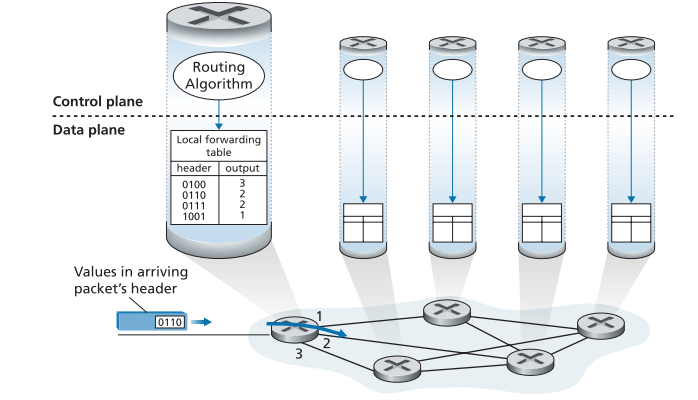 Routing
Algorithm
Control plane
Data plane
Local forwarding
table
header output
0100 3
0110 2
0111 2
1001 1
Values in arriving
packet's header
0110
1
2
3